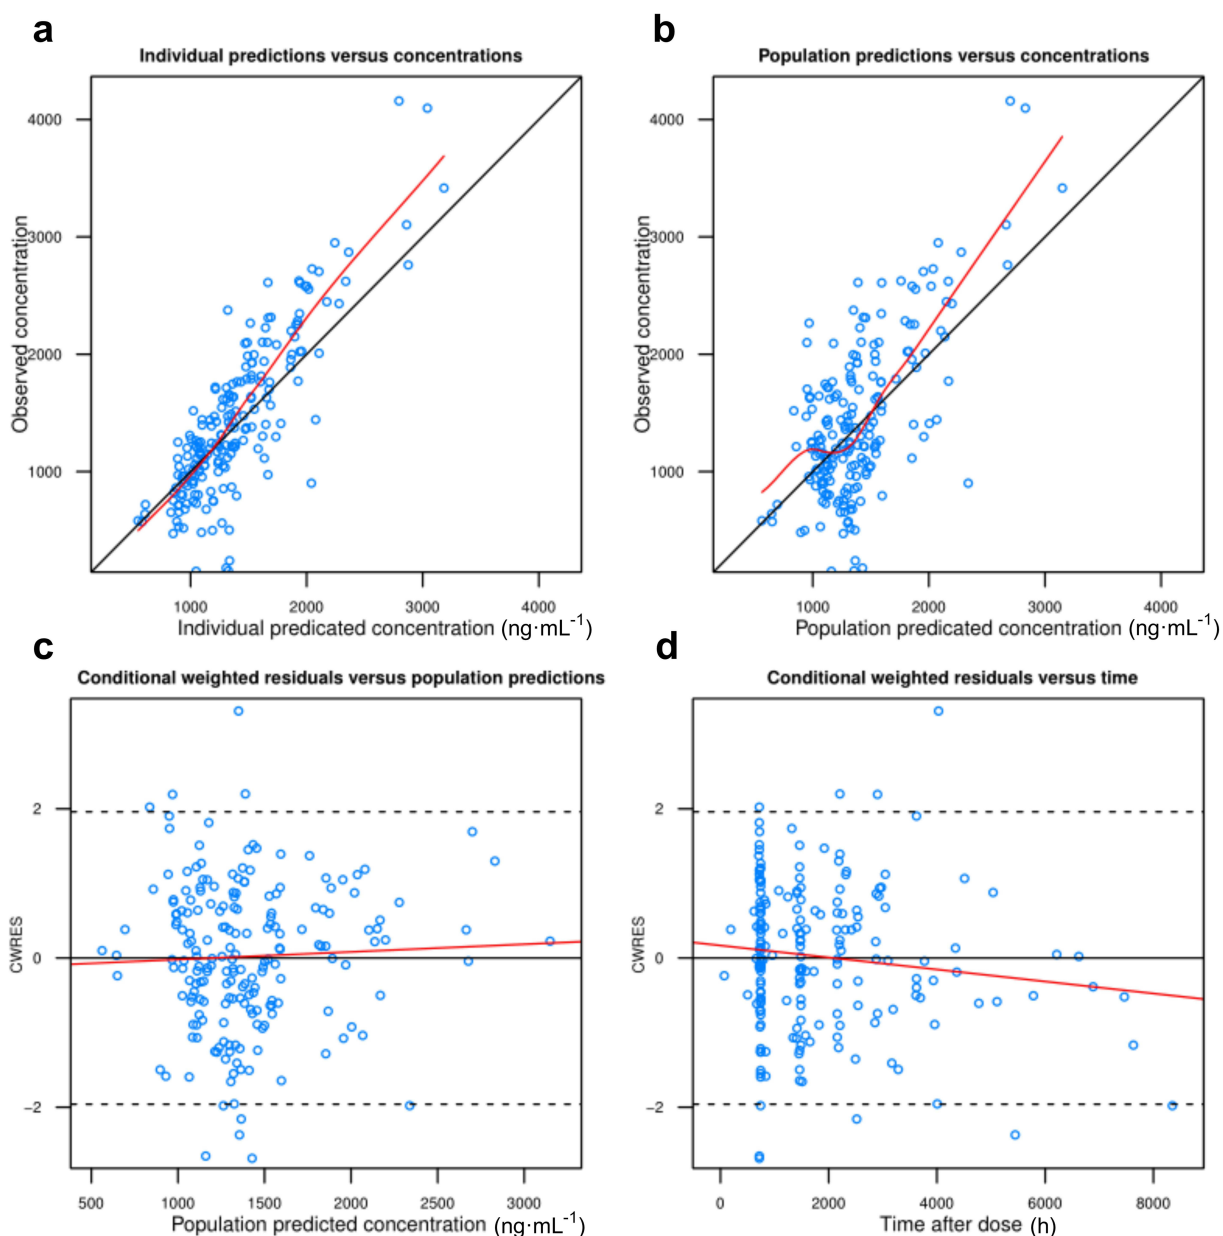 a
Individual predictions versus concentrations
4000
3000
2000
1000
Observed concentration
1000 2000 3000 4000
Individual predicated concentration (ng·mL⁻¹)
b
Population predictions versus concentrations
4000
3000
2000
1000
Observed concentration
1000 2000 3000 4000
Population predicated concentration (ng·mL⁻¹)
c
Conditional weighted residuals versus population predictions
2
0
−2
CWRES
500 1000 1500 2000 2500 3000
Population predicted concentration (ng·mL⁻¹)
d
Conditional weighted residuals versus time
2
0
−2
CWRES
0 2000 4000 6000 8000
Time after dose (h)